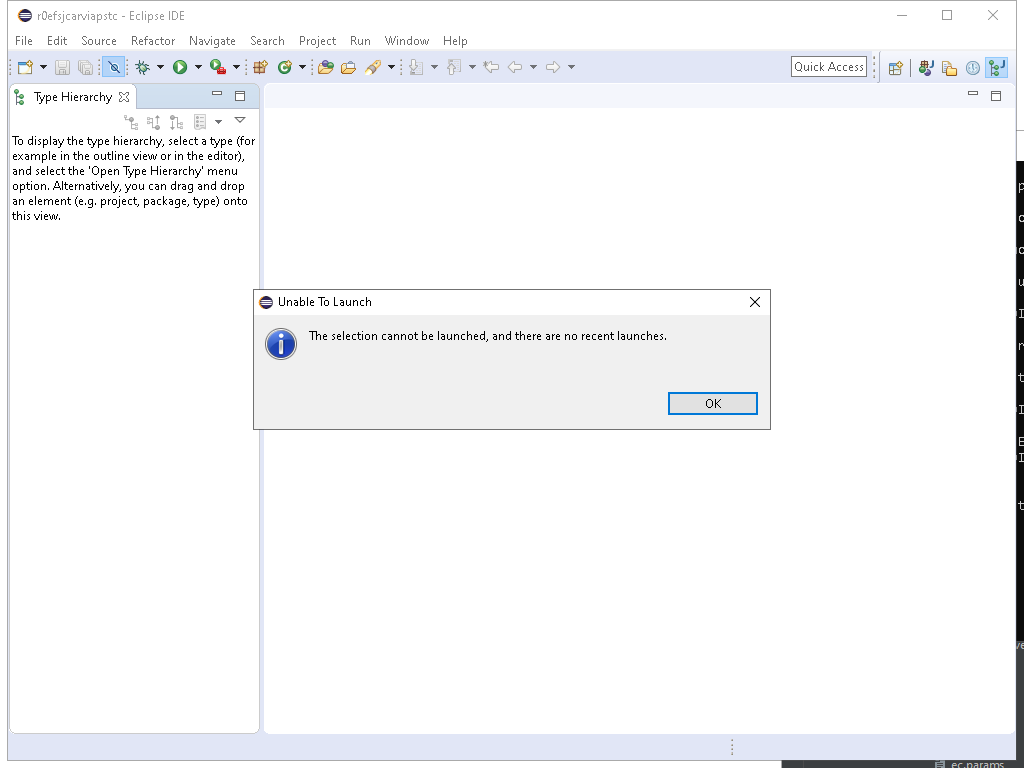 r0efsjcarviapstc - Eclipse IDE
File Edit Source Refactor Navigate Search Project Run Window Help
Quick Access
Type Hierarchy
To display the type hierarchy, select a type (for
example in the outline view or in the editor),
and select the 'Open Type Hierarchy' menu
option. Alternatively, you can drag and drop
an element (e.g. project, package, type) onto
this view.
Unable To Launch
The selection cannot be launched, and there are no recent launches.
OK
ec.params